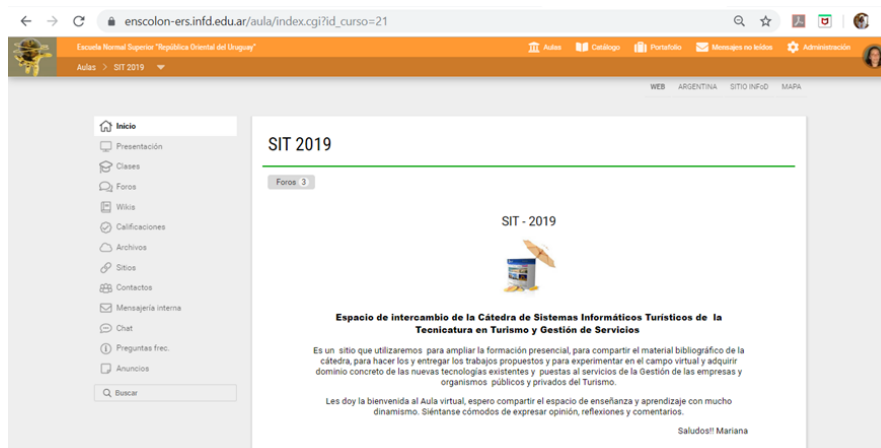 enscolon-ers.infd.edu.ar/aula/index.cgi?id_curso=21
Escuela Normal Superior "República Oriental del Uruguay"
Aulas
Catálogo
Portafolio
Mensajes no leídos
Administración
Aulas > SIT 2019
WEB
ARGENTINA
SITIO INFoD
MAPA
Inicio
Presentación
Clases
Foros
Wikis
Calificaciones
Archivos
Sitios
Contactos
Mensajería interna
Chat
Preguntas frec.
Anuncios
Buscar
SIT 2019
Foros 3
SIT - 2019
Espacio de intercambio de la Cátedra de Sistemas Informáticos Turísticos de la
Tecnicatura en Turismo y Gestión de Servicios
Es un sitio que utilizaremos para ampliar la formación presencial, para compartir el material bibliográfico de la
cátedra, para hacer los y entregar los trabajos propuestos y para experimentar en el campo virtual y adquirir
dominio concreto de las nuevas tecnologías existentes y puestas al servicios de la Gestión de las empresas y
organismos públicos y privados del Turismo.
Les doy la bienvenida al Aula virtual, espero compartir el espacio de enseñanza y aprendizaje con mucho
dinamismo. Siéntanse cómodos de expresar opinión, reflexiones y comentarios.
Saludos!! Mariana